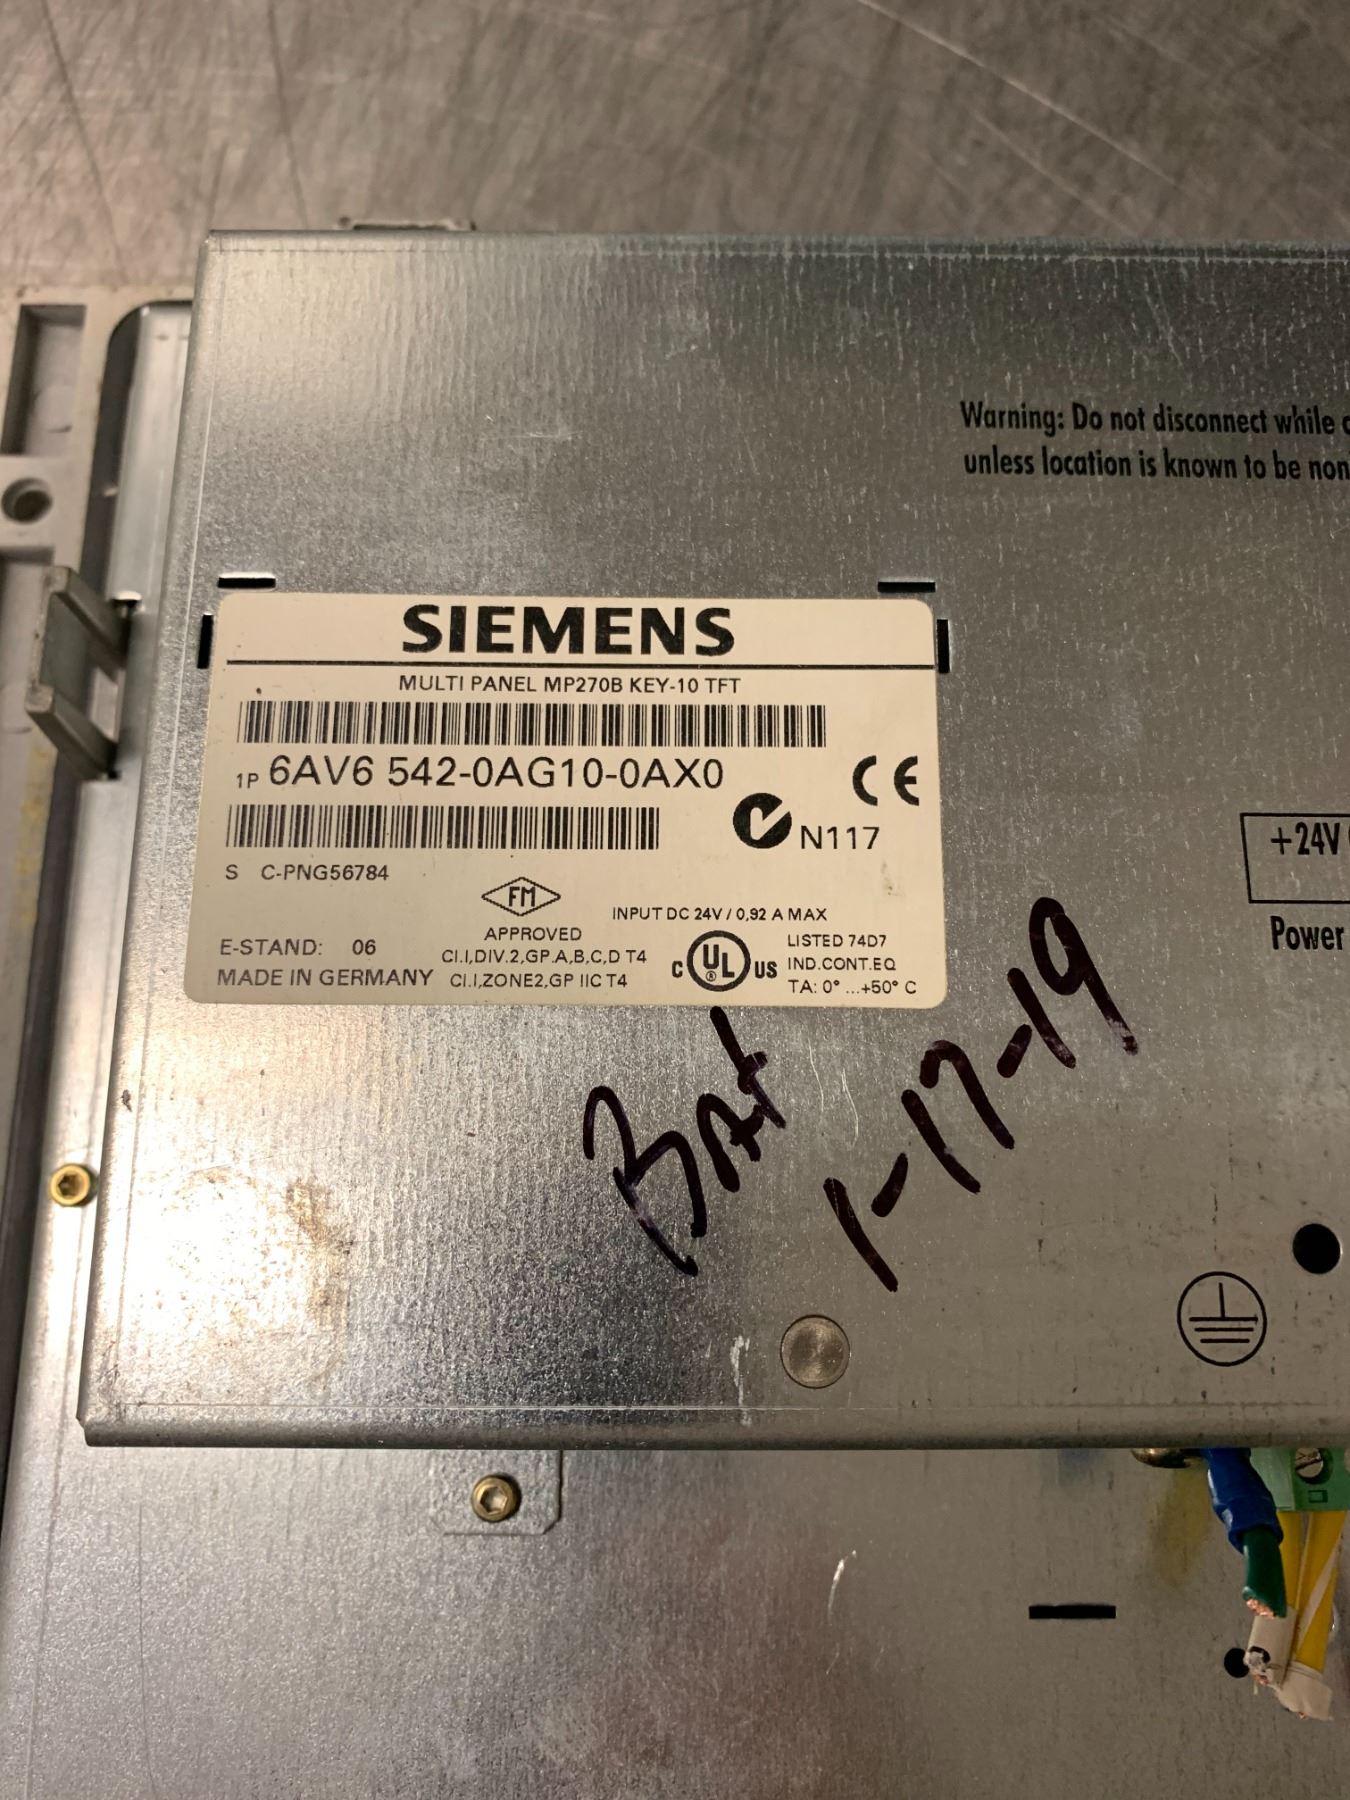 Warning: Do not disconnect while
unless location is known to be non
SIEMENS
MULTI PANEL MP270B KEY-10 TFT
1P 6AV6 542-0AG10-0AX0
CE
N117
S C-PNG56784
FM
APPROVED
CI.I,DIV.2,GP.A,B,C,D T4
CI.I,ZONE2,GP IIC T4
INPUT DC 24V / 0,92 A MAX
E-STAND: 06
MADE IN GERMANY
C UL ® US
LISTED 74D7
IND.CONT.EQ
TA: 0° ...+50° C
+24V
Power
BAt
1-17-19